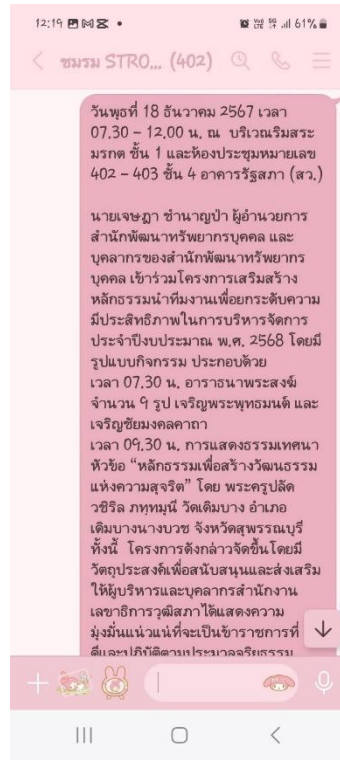 12:19
61%
ชมรม STRO... (402)
วันพุธที่ 18 ธันวาคม 2567 เวลา
07.30 – 12.00 น. ณ บริเวณริมสระ
มรกต ชั้น 1 และห้องประชุมหมายเลข
402 – 403 ชั้น 4 อาคารรัฐสภา (สว.)
นายเจษฎา ชำนาญป่า ผู้อำนวยการ
สำนักพัฒนาทรัพยากรบุคคล และ
บุคลากรของสำนักพัฒนาทรัพยากร
บุคคล เข้าร่วมโครงการเสริมสร้าง
หลักธรรมนำทีมงานเพื่อยกระดับความ
มีประสิทธิภาพในการบริหารจัดการ
ประจำปีงบประมาณ พ.ศ. 2568 โดยมี
รูปแบบกิจกรรม ประกอบด้วย
เวลา 07.30 น. อาราธนาพระสงฆ์
จำนวน 9 รูป เจริญพระพุทธมนต์ และ
เจริญชัยมงคลคาถา
เวลา 09.30 น. การแสดงธรรมเทศนา
หัวข้อ “หลักธรรมเพื่อสร้างวัฒนธรรม
แห่งความสุจริต” โดย พระครูปลัด
วชิริล ภทฺทมุนี วัดเดิมบาง อำเภอ
เดิมบางนางบวช จังหวัดสุพรรณบุรี
ทั้งนี้ โครงการดังกล่าวจัดขึ้นโดยมี
วัตถุประสงค์เพื่อสนับสนุนและส่งเสริม
ให้ผู้บริหารและบุคลากรสำนักงาน
เลขาธิการวุฒิสภาได้แสดงความ
มุ่งมั่นแน่วแน่ที่จะเป็นข้าราชการที่
ดีและปฏิบัติตามประมวลจริยธรรม